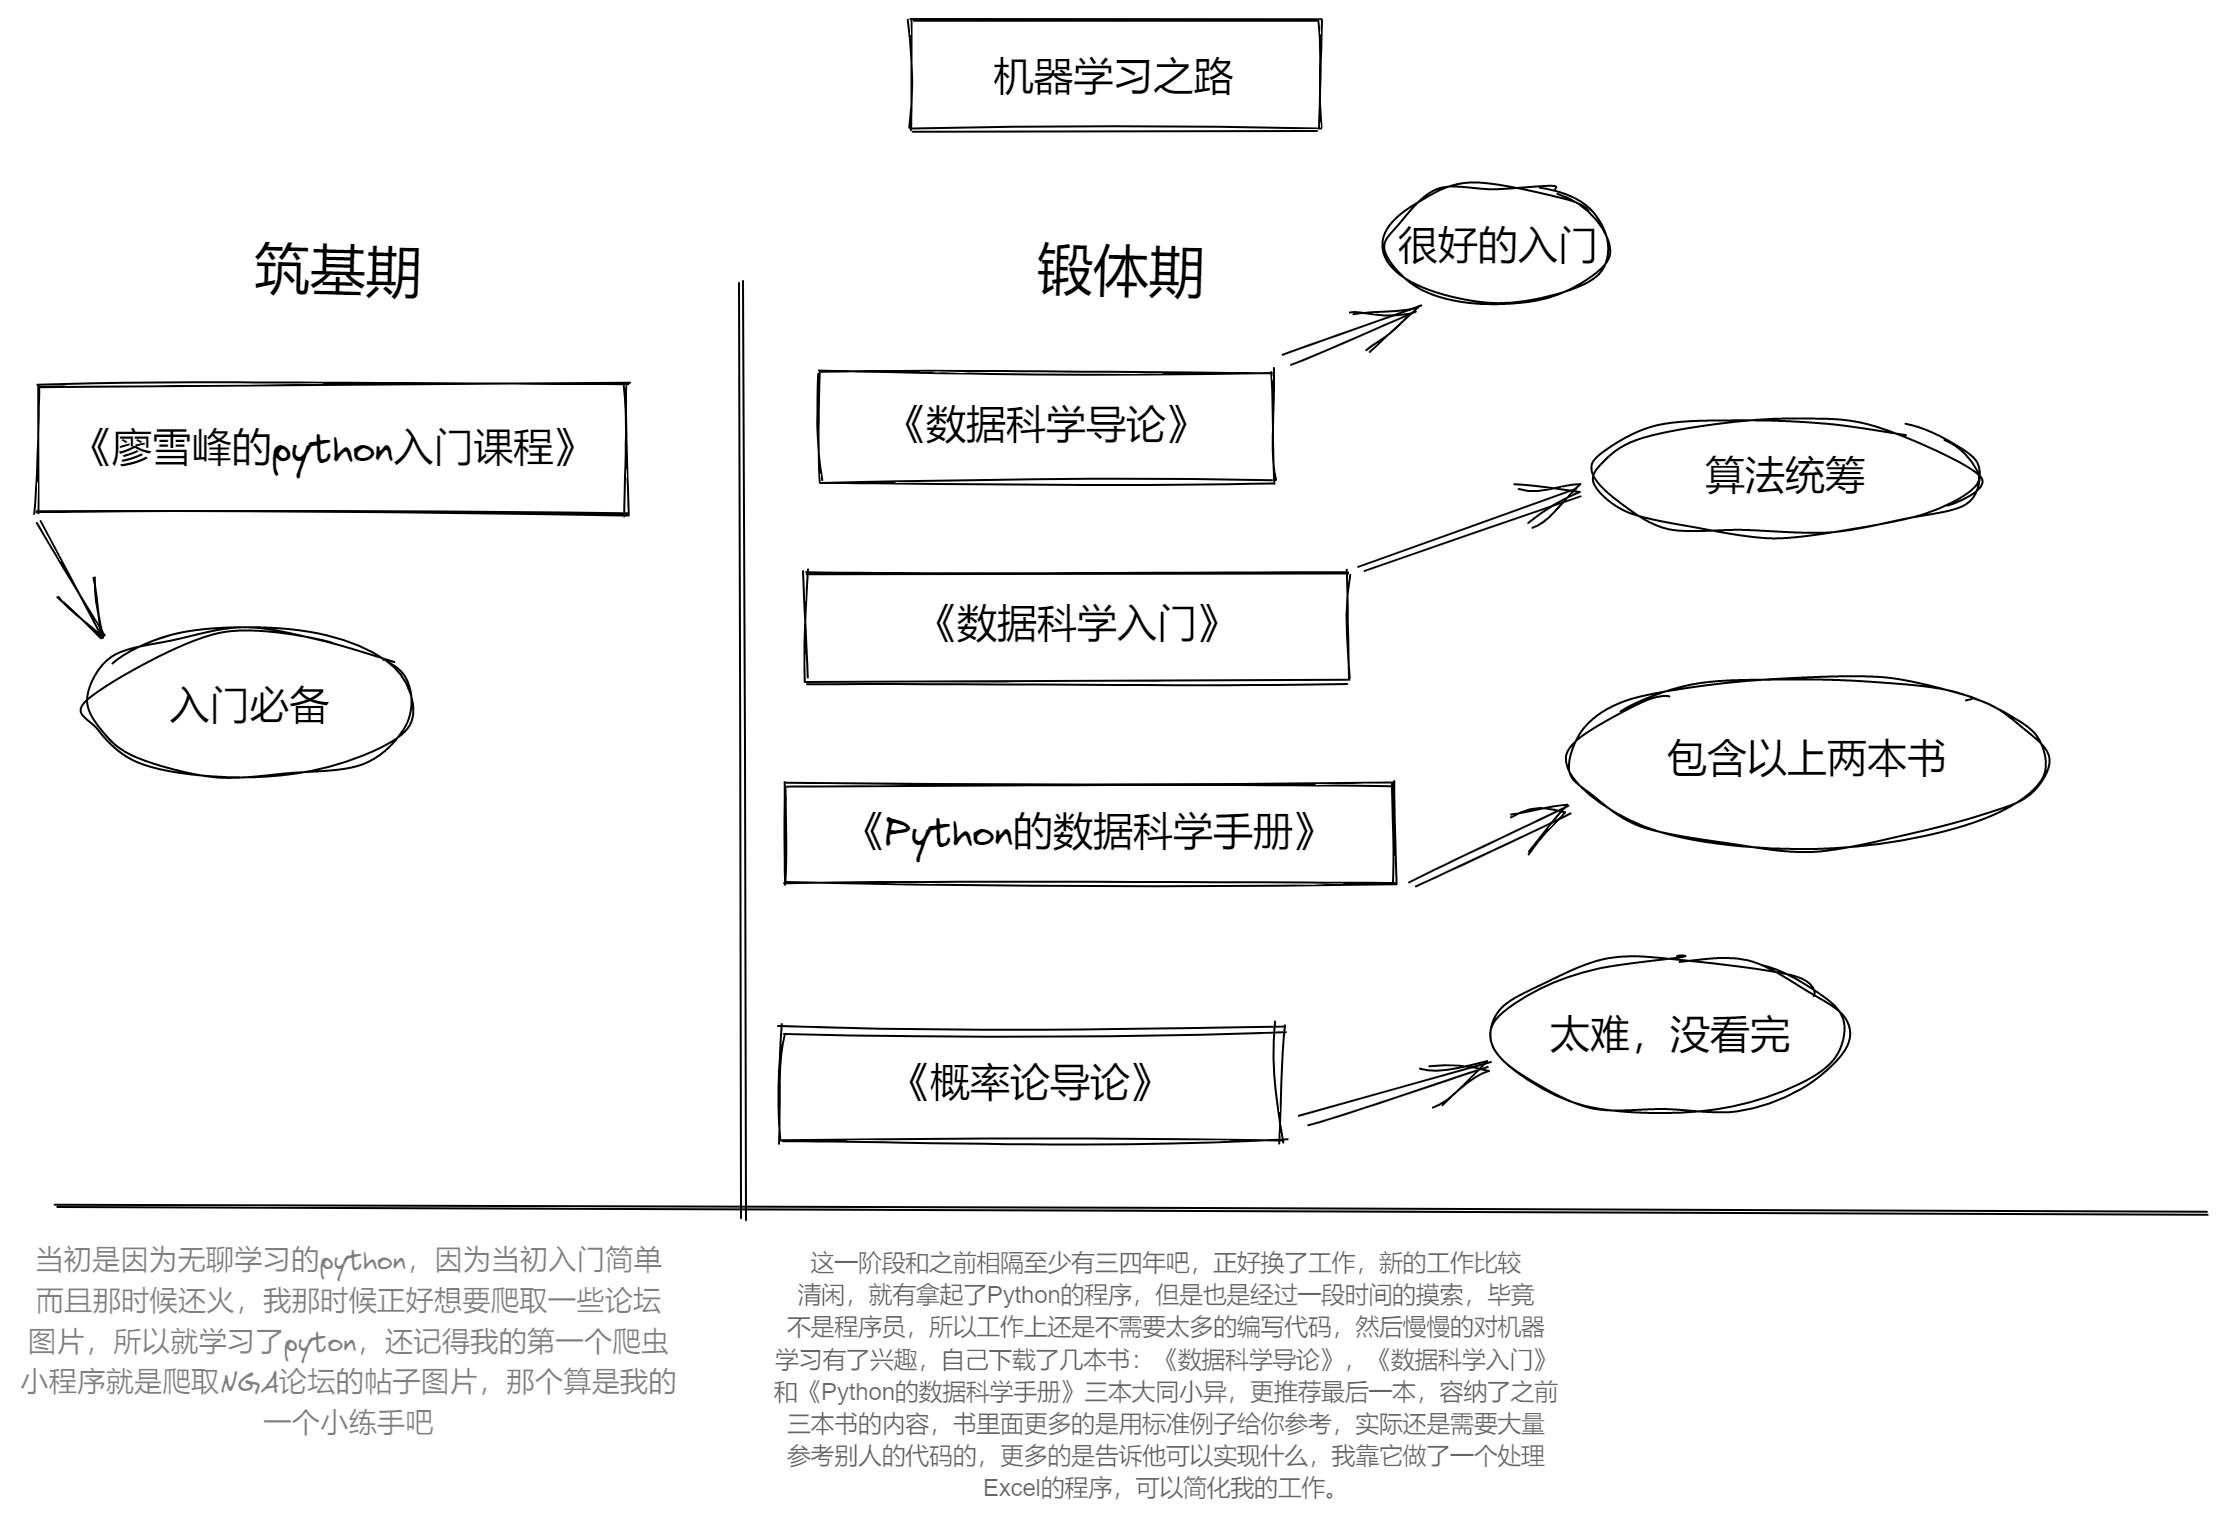 机器学习之路
筑基期
《廖雪峰的python入门课程》
入门必备
锻体期
很好的入门
《数据科学导论》
算法统筹
《数据科学入门》
包含以上两本书
《Python的数据科学手册》
太难，没看完
《概率论导论》
当初是因为无聊学习的python，因为当初入门简单
而且那时候还火，我那时候正好想要爬取一些论坛
图片，所以就学习了pyton，还记得我的第一个爬虫
小程序就是爬取NGA论坛的帖子图片，那个算是我的
一个小练手吧
这一阶段和之前相隔至少有三四年吧，正好换了工作，新的工作比较
清闲，就有拿起了Python的程序，但是也是经过一段时间的摸索，毕竟
不是程序员，所以工作上还是不需要太多的编写代码，然后慢慢的对机器
学习有了兴趣，自己下载了几本书：《数据科学导论》，《数据科学入门》
和《Python的数据科学手册》三本大同小异，更推荐最后一本，容纳了之前
三本书的内容，书里面更多的是用标准例子给你参考，实际还是需要大量
参考别人的代码的，更多的是告诉他可以实现什么，我靠它做了一个处理
Excel的程序，可以简化我的工作。